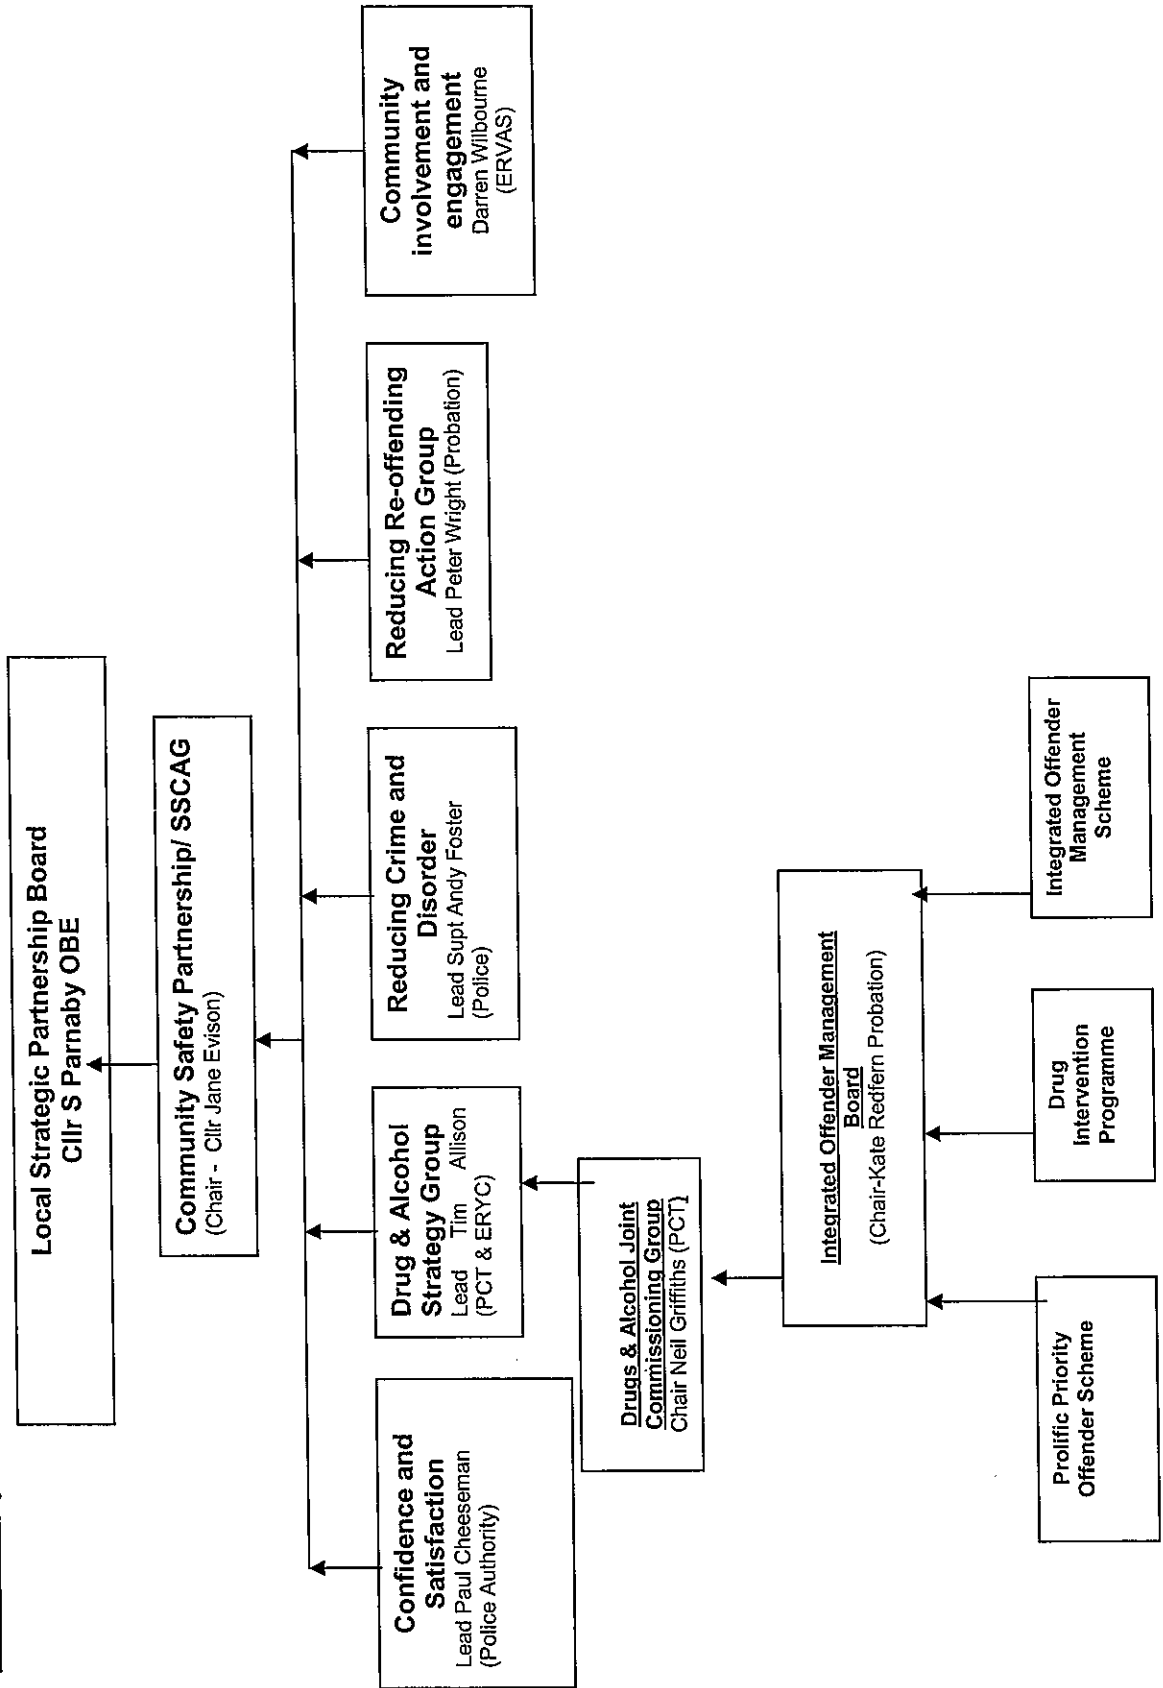 Local Strategic Partnership Board
Cllr S Parnaby OBE
Community Safety Partnership/ SSCAG
(Chair - Cllr Jane Evison)
Confidence and
Satisfaction
Lead Paul Cheeseman
(Police Authority)
Drug & Alcohol
Strategy Group
Lead Tim Allison
(PCT & ERYC)
Reducing Crime and
Disorder
Lead Supt Andy Foster
(Police)
Reducing Re-offending
Action Group
Lead Peter Wright (Probation)
Community
involvement and
engagement
Darren Wilbourne
(ERVAS)
Drugs & Alcohol Joint
Commissioning Group
Chair Neil Griffiths (PCT)
Integrated Offender Management
Board
(Chair-Kate Redfern Probation)
Prolific Priority
Offender Scheme
Drug
Intervention
Programme
Integrated Offender
Management
Scheme